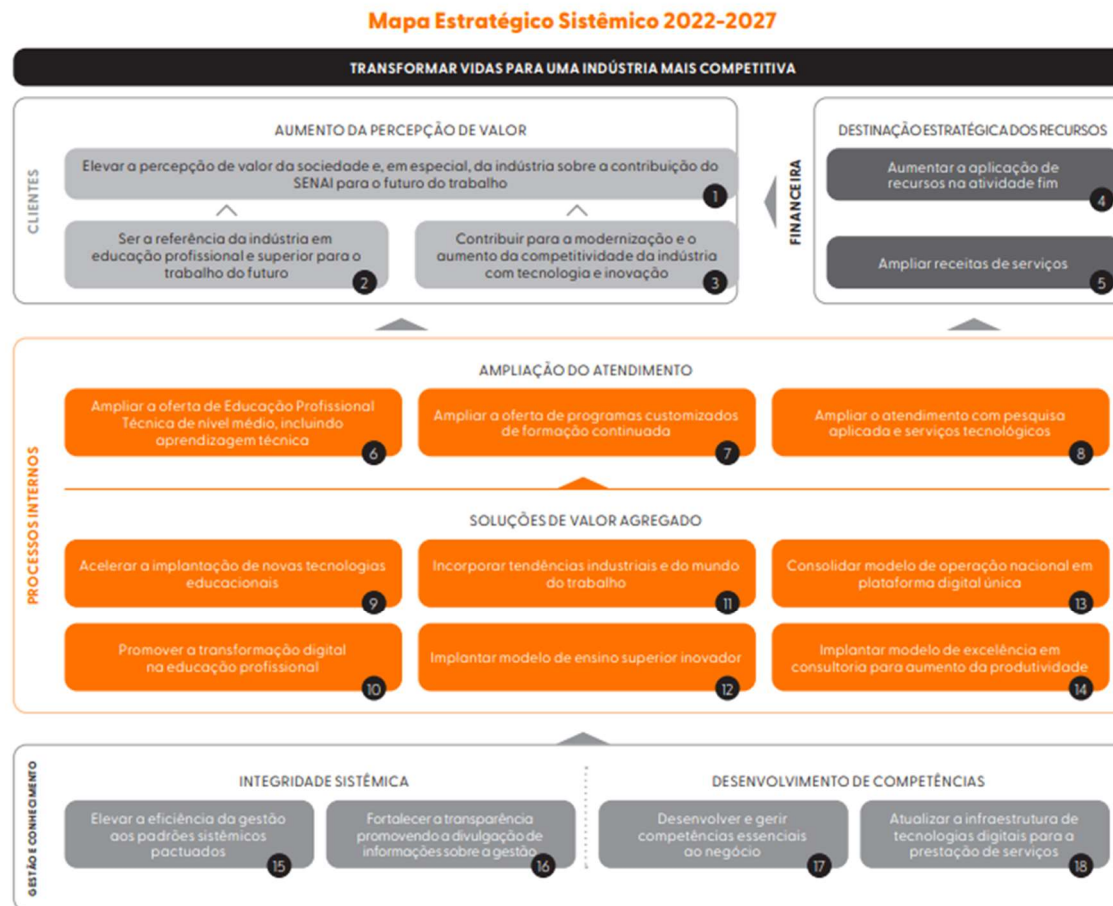 Mapa Estratégico Sistêmico 2022-2027
TRANSFORMAR VIDAS PARA UMA INDÚSTRIA MAIS COMPETITIVA
CLIENTES
AUMENTO DA PERCEPÇÃO DE VALOR
Elevar a percepção de valor da sociedade e, em especial, da indústria sobre a contribuição do
SENAI para o futuro do trabalho
1
Ser a referência da indústria em
educação profissional e superior para o
trabalho do futuro
2
Contribuir para a modernização e o
aumento da competitividade da indústria
com tecnologia e inovação
3
FINANCEIRA
DESTINAÇÃO ESTRATÉGICA DOS RECURSOS
Aumentar a aplicação de
recursos na atividade fim
4
Ampliar receitas de serviços
5
PROCESSOS INTERNOS
AMPLIAÇÃO DO ATENDIMENTO
Ampliar a oferta de Educação Profissional
Técnica de nível médio, incluindo
aprendizagem técnica
6
Ampliar a oferta de programas customizados
de formação continuada
7
Ampliar o atendimento com pesquisa
aplicada e serviços tecnológicos
8
SOLUÇÕES DE VALOR AGREGADO
Acelerar a implantação de novas tecnologias
educacionais
9
Incorporar tendências industriais e do mundo
do trabalho
11
Consolidar modelo de operação nacional em
plataforma digital única
13
Promover a transformação digital
na educação profissional
10
Implantar modelo de ensino superior inovador
12
Implantar modelo de excelência em
consultoria para aumento da produtividade
14
GESTÃO E CONHECIMENTO
INTEGRIDADE SISTÊMICA
Elevar a eficiência da gestão
aos padrões sistêmicos
pactuados
15
Fortalecer a transparência
promovendo a divulgação de
informações sobre a gestão
16
DESENVOLVIMENTO DE COMPETÊNCIAS
Desenvolver e gerir
competências essenciais
ao negócio
17
Atualizar a infraestrutura de
tecnologias digitais para a
prestação de serviços
18